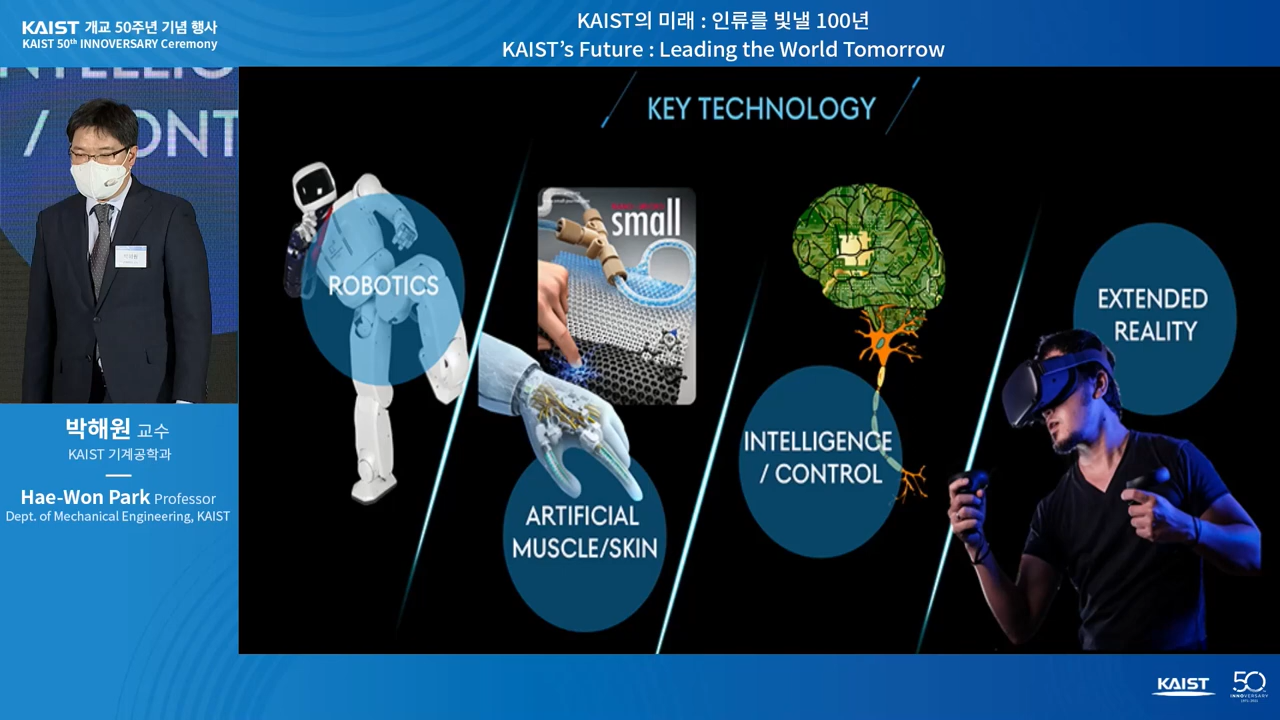 KAIST 개교 50주년 기념 행사
KAIST 50th INNOVERSARY Ceremony
KAIST의 미래 : 인류를 빛낼 100년
KAIST's Future : Leading the World Tomorrow
/ CONT
KEY TECHNOLOGY
ROBOTICS
small
ARTIFICIAL
MUSCLE/SKIN
INTELLIGENCE
/ CONTROL
EXTENDED
REALITY
박해원 교수
KAIST 기계공학과
Hae-Won Park Professor
Dept. of Mechanical Engineering, KAIST
KAIST
50
INNOVERSARY